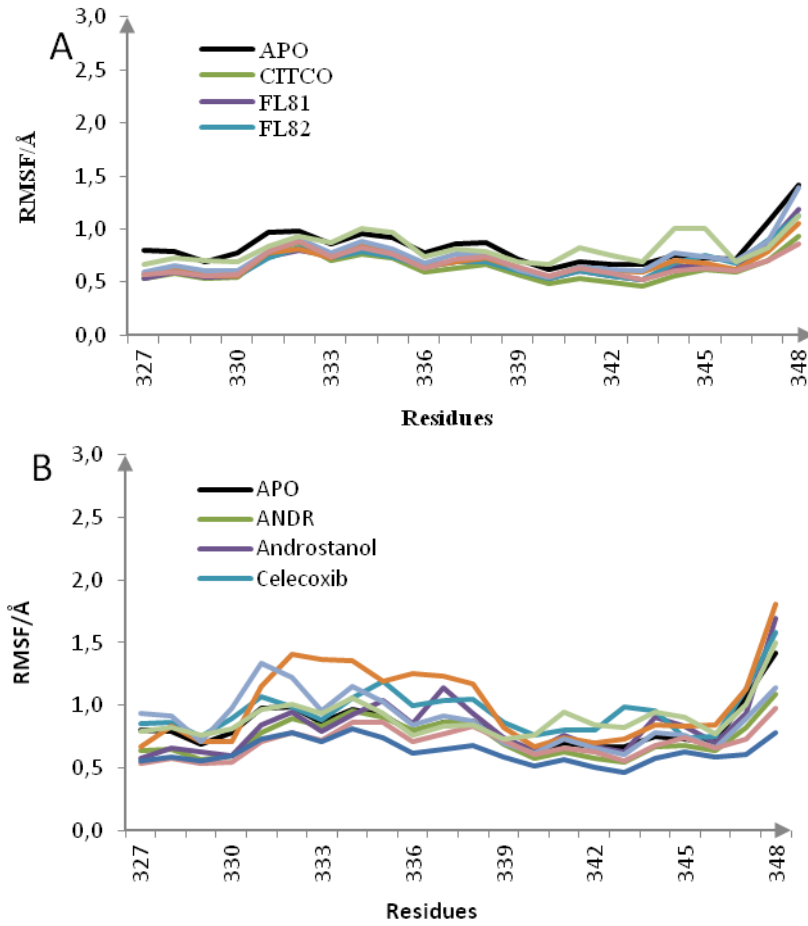 A
3,0
2,5
2,0
1,5
1,0
0,5
0,0
RMSF/Å
APO
CITCO
FL81
FL82
327
330
333
336
339
342
345
348
Residues
B
3,0
2,5
2,0
1,5
1,0
0,5
0,0
RMSF/Å
APO
ANDR
Androstanol
Celecoxib
327
330
333
336
339
342
345
348
Residues